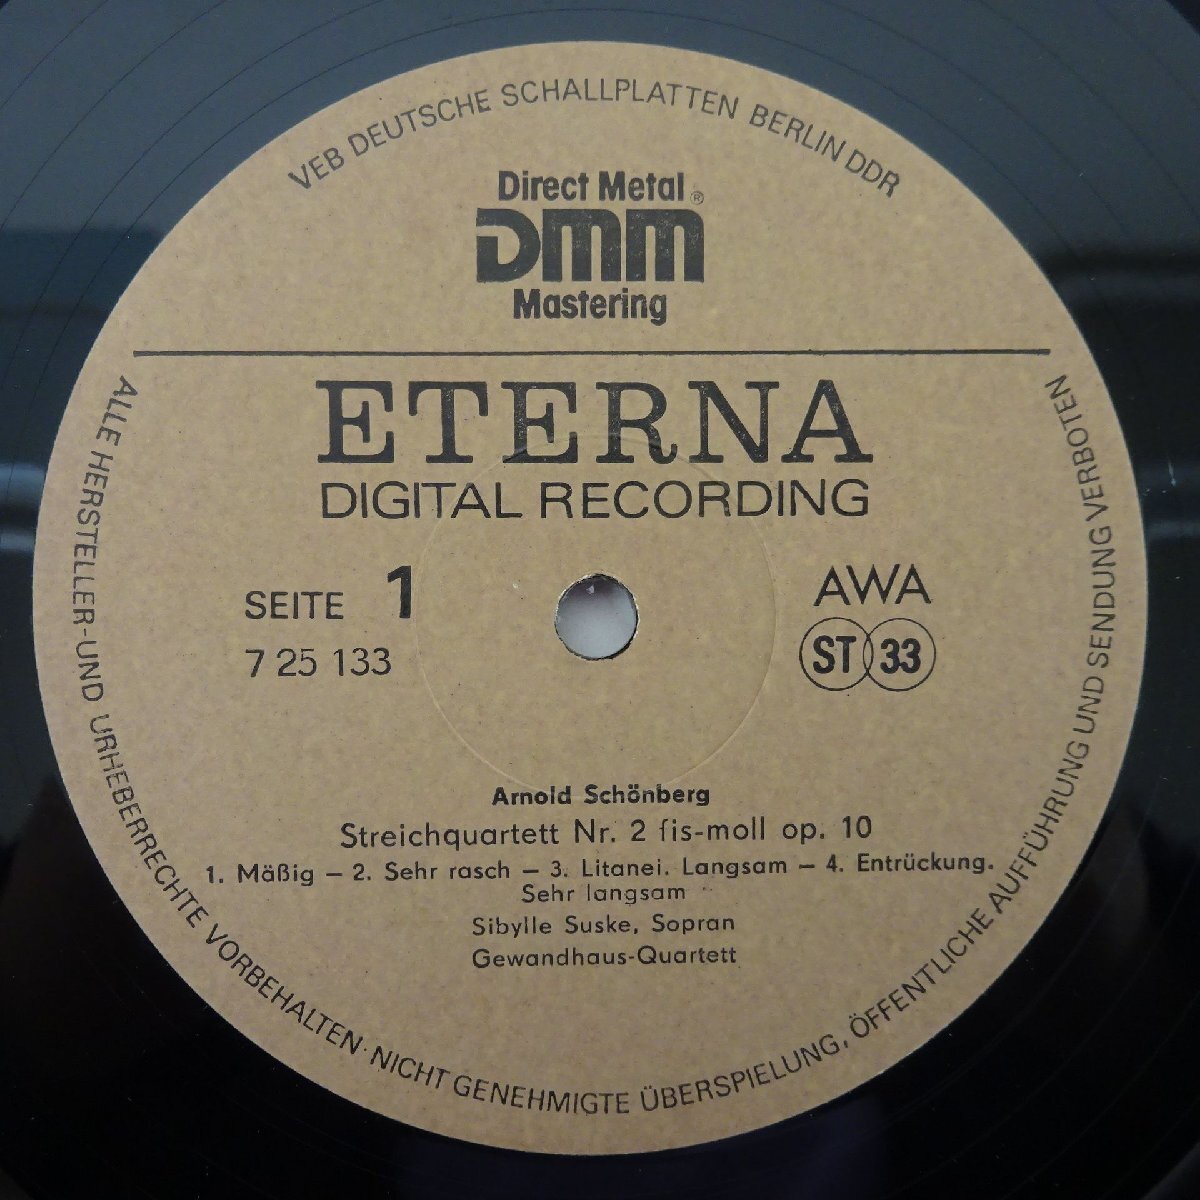 VEB DEUTSCHE SCHALLPLATTEN BERLIN DDR
Direct Metal ®
DMM
Mastering
ETERNA
DIGITAL RECORDING
SEITE 1
7 25 133
AWA
ST 33
Arnold Schönberg
Streichquartett Nr. 2 fis-moll op. 10
1. Mäßig – 2. Sehr rasch – 3. Litanei. Langsam – 4. Entrückung.
Sehr langsam
Sibylle Suske, Sopran
Gewandhaus-Quartett
ALLE HERSTELLER-UND URHEBERRECHTE VORBEHALTEN · NICHT GENEHMIGTE ÜBERSPIELUNG, ÖFFENTLICHE AUFFÜHRUNG UND SENDUNG VERBOTEN